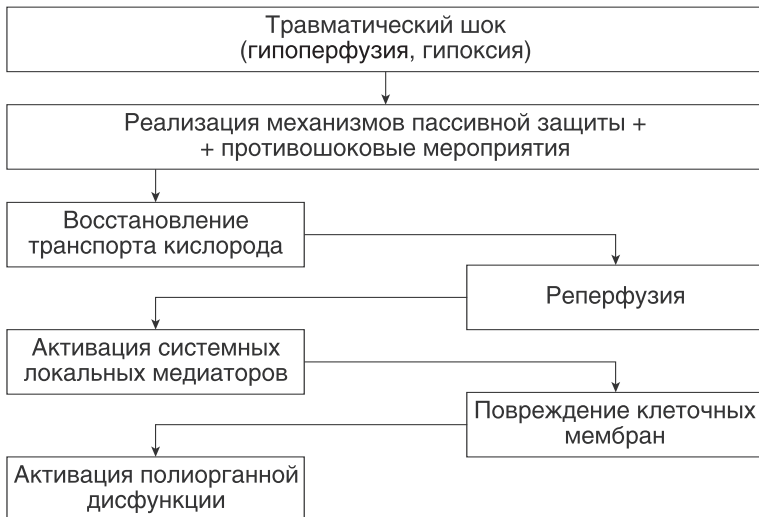 Травматический шок
(гипоперфузия, гипоксия)
Реализация механизмов пассивной защиты +
+ противошоковые мероприятия
Восстановление
транспорта кислорода
Реперфузия
Активация системных
локальных медиаторов
Повреждение клеточных
мембран
Активация полиорганной
дисфункции